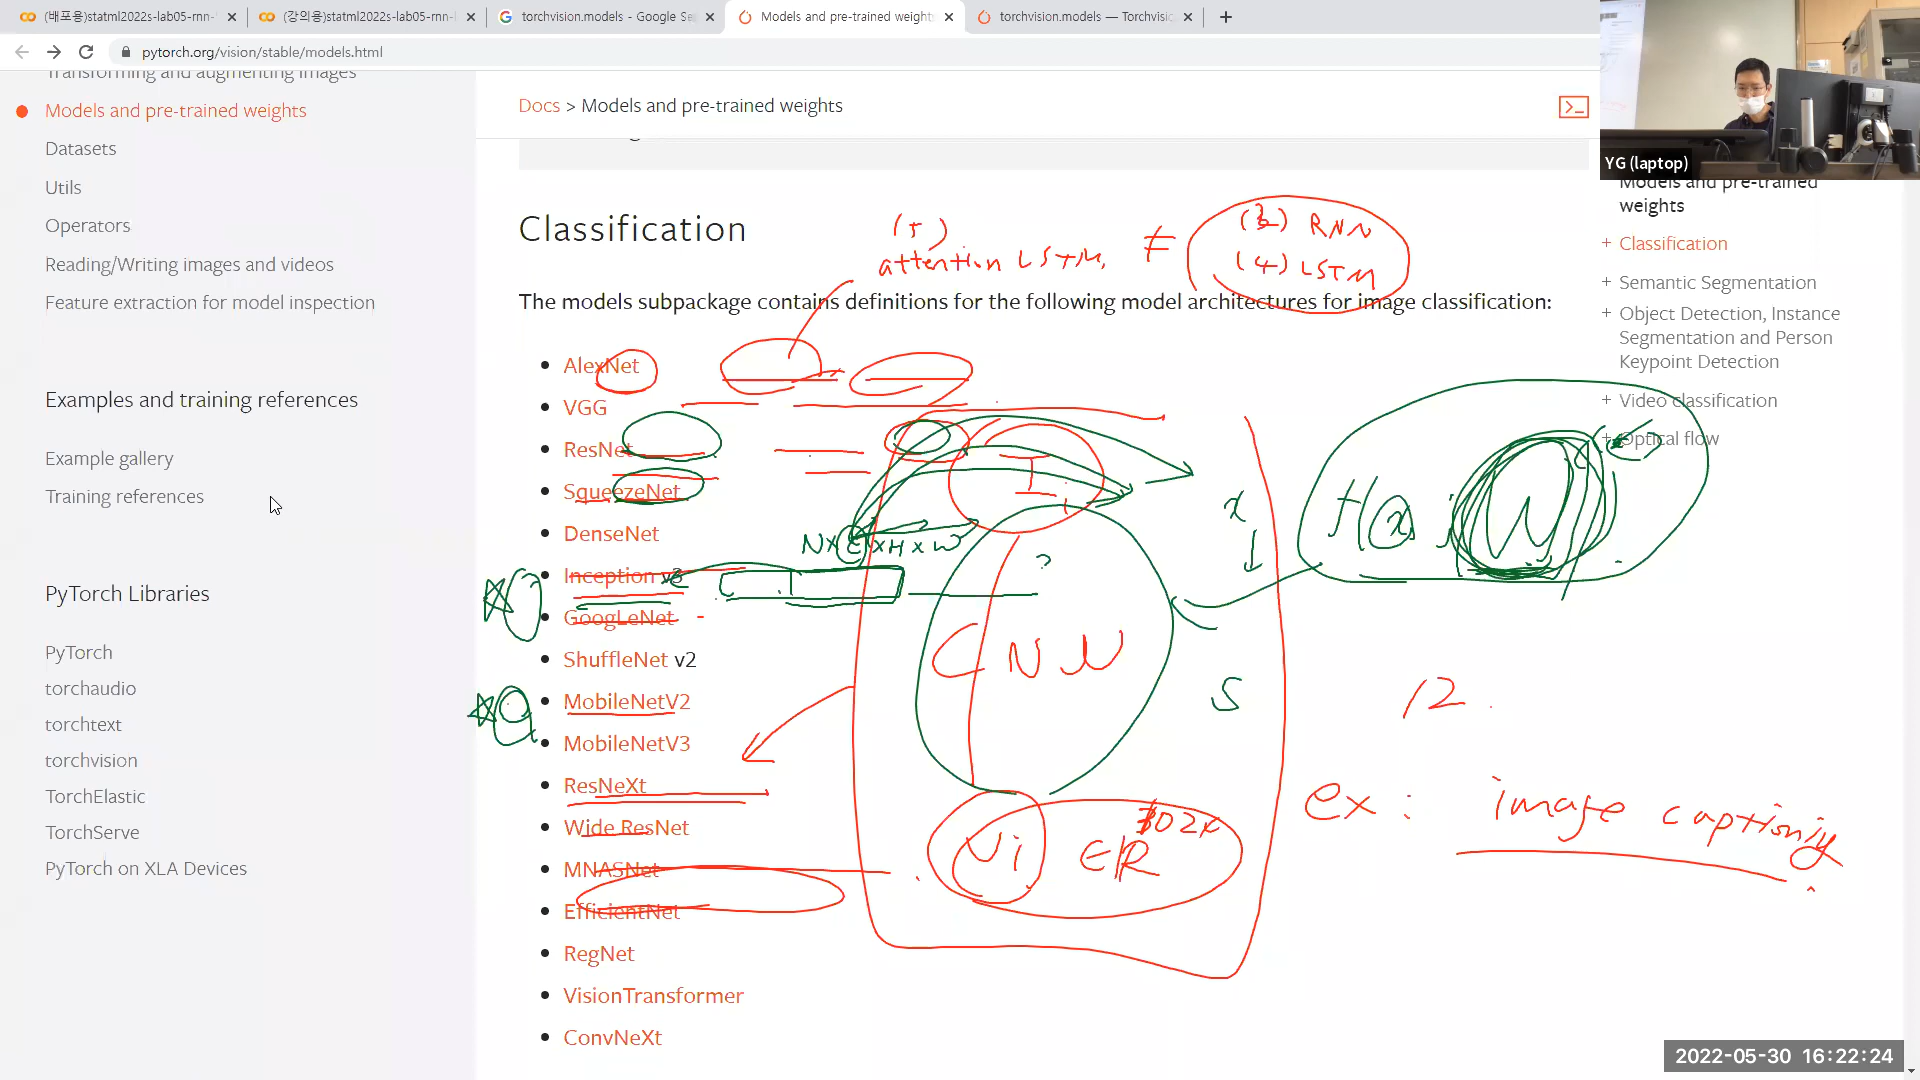 (배포용)statml2022s-lab05-rnn-
(강의용)statml2022s-lab05-rnn-l
torchvision.models - Google Se
Models and pre-trained weights
torchvision.models — Torchvisic
pytorch.org/vision/stable/models.html
Transforming and augmenting images
Models and pre-trained weights
Datasets
Utils
Operators
Reading/Writing images and videos
Feature extraction for model inspection
Examples and training references
Example gallery
Training references
PyTorch Libraries
PyTorch
torchaudio
torchtext
torchvision
TorchElastic
TorchServe
PyTorch on XLA Devices
Docs > Models and pre-trained weights
Classification
(5)
attention LSTM, ≠
(3) RNN
(4) LSTM
The models subpackage contains definitions for the following model architectures for image classification:
AlexNet
VGG
ResNet
SqueezeNet
DenseNet
Inception v3
GoogLeNet
ShuffleNet v2
MobileNetV2
MobileNetV3
ResNeXt
Wide ResNet
MNASNet
EfficientNet
RegNet
VisionTransformer
ConvNeXt
I
N×C×H×W
?
CNN
x
S
f(x; W)
12.
ex: image captioning
Vi ∈ R
YG (laptop)
Models and pre-trained
weights
+ Classification
+ Semantic Segmentation
+ Object Detection, Instance
Segmentation and Person
Keypoint Detection
+ Video classification
+ Optical flow
2022-05-30 16:22:24